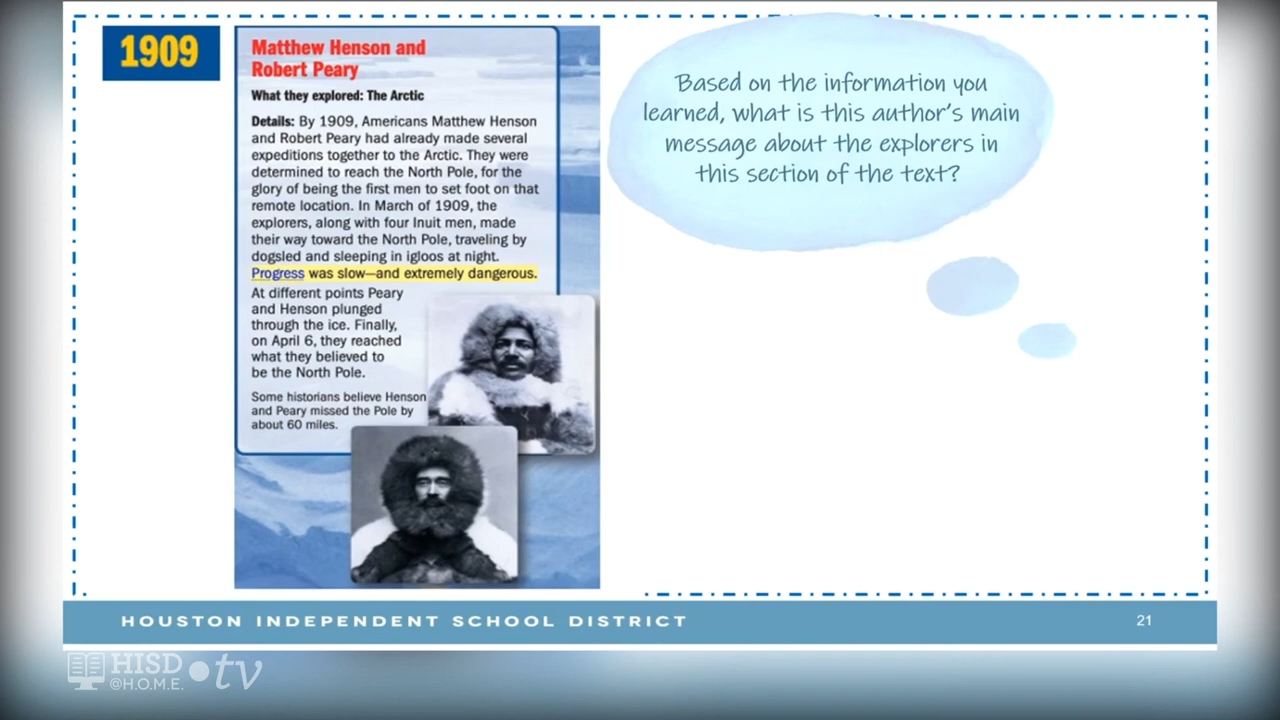 1909
Matthew Henson and
Robert Peary
What they explored: The Arctic
Details: By 1909, Americans Matthew Henson
and Robert Peary had already made several
expeditions together to the Arctic. They were
determined to reach the North Pole, for the
glory of being the first men to set foot on that
remote location. In March of 1909, the
explorers, along with four Inuit men, made
their way toward the North Pole, traveling by
dogsled and sleeping in igloos at night.
Progress was slow—and extremely dangerous.
At different points Peary
and Henson plunged
through the ice. Finally,
on April 6, they reached
what they believed to
be the North Pole.
Some historians believe Henson
and Peary missed the Pole by
about 60 miles.
Based on the information you
learned, what is this author's main
message about the explorers in
this section of the text?
HOUSTON INDEPENDENT SCHOOL DISTRICT
21
HISD
@H.O.M.E.
tv